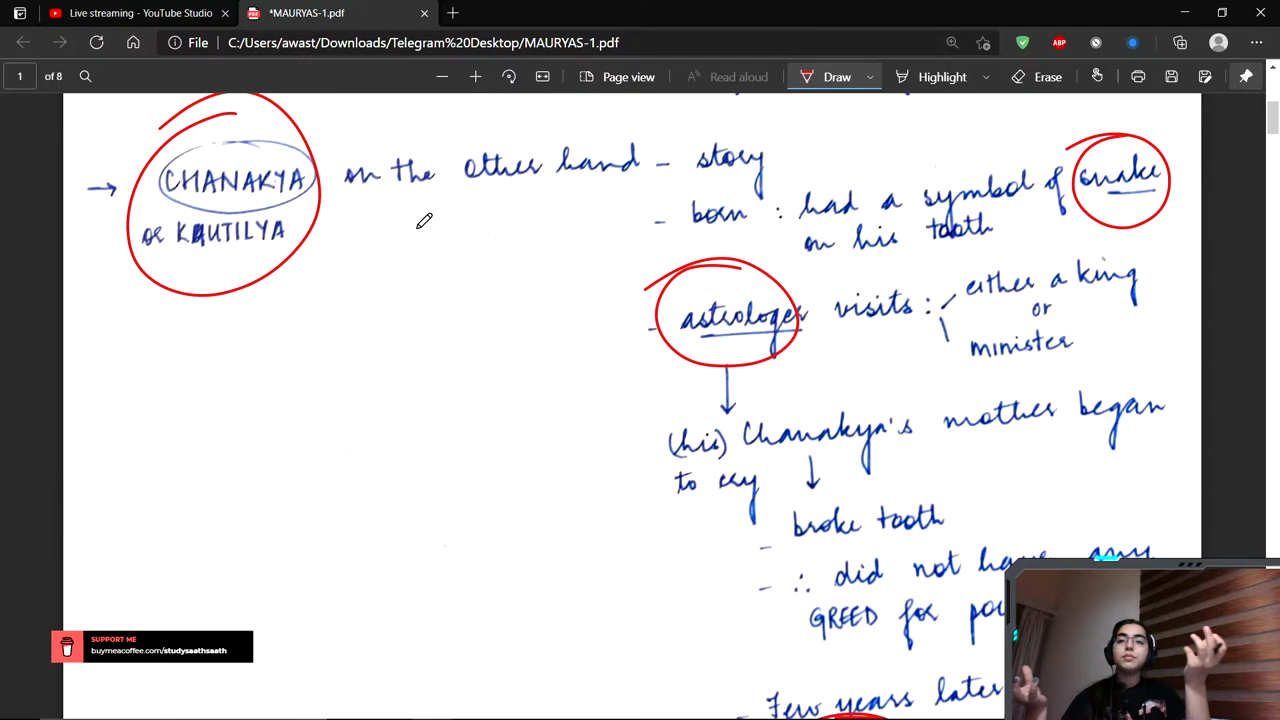 Live streaming - YouTube Studio
*MAURYAS-1.pdf
File
C:/Users/awast/Downloads/Telegram%20Desktop/MAURYAS-1.pdf
ABP
1 of 8
Page view
Read aloud
Draw
Highlight
Erase
→ CHANAKYA on the other hand - story
or KAUTILYA
- born : had a symbol of snake
on his tooth
- astrologer visits : either a king
or
minister
(his) Chanakya's mother began
to cry
- broke tooth
- ∴ did not have any
GREED for
- Few years later
SUPPORT ME
buymeacoffee.com/studysaathsaath